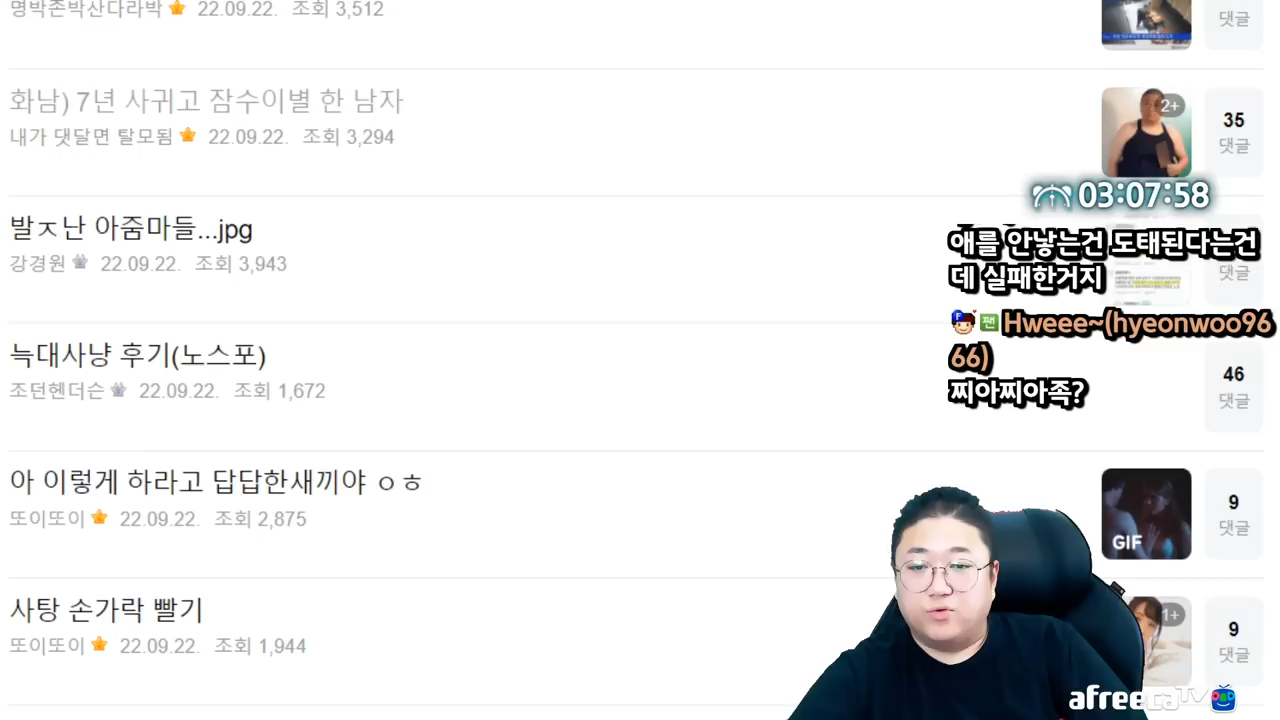 명박존박산다라박 22.09.22. 조회 3,512
댓글
화남) 7년 사귀고 잠수이별 한 남자
내가 댓달면 탈모됨 22.09.22. 조회 3,294
2+
35
댓글
03:07:58
발ㅈ난 아줌마들...jpg
강경원 22.09.22. 조회 3,943
댓글
애를 안낳는건 도태된다는건
데 실패한거지
F 팬 Hweee~(hyeonwoo96
66)
찌아찌아족?
늑대사냥 후기(노스포)
조던헨더슨 22.09.22. 조회 1,672
46
댓글
아 이렇게 하라고 답답한새끼야 ㅇㅎ
또이또이 22.09.22. 조회 2,875
GIF
9
댓글
사탕 손가락 빨기
또이또이 22.09.22. 조회 1,944
1+
9
댓글
afreecaTV